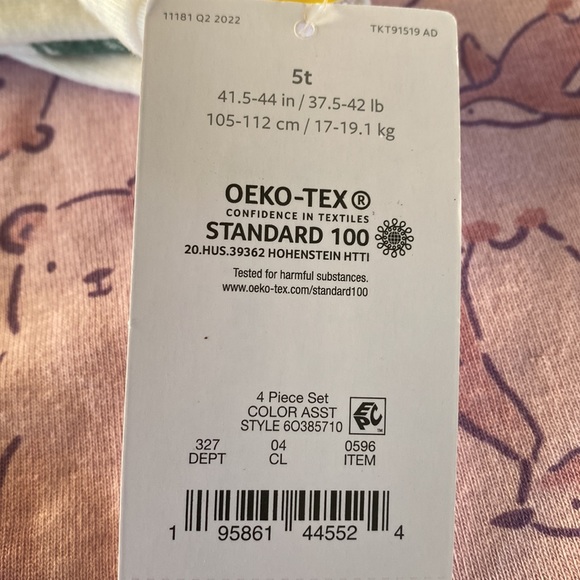 11181 Q2 2022
TKT91519 AD
5t
41.5-44 in / 37.5-42 lb
105-112 cm / 17-19.1 kg
OEKO-TEX®
CONFIDENCE IN TEXTILES
STANDARD 100
20.HUS.39362 HOHENSTEIN HTTI
Tested for harmful substances.
www.oeko-tex.com/standard100
4 Piece Set
COLOR ASST
STYLE 6O385710
EPC™
327 04 0596
DEPT CL ITEM
1 95861 44552 4